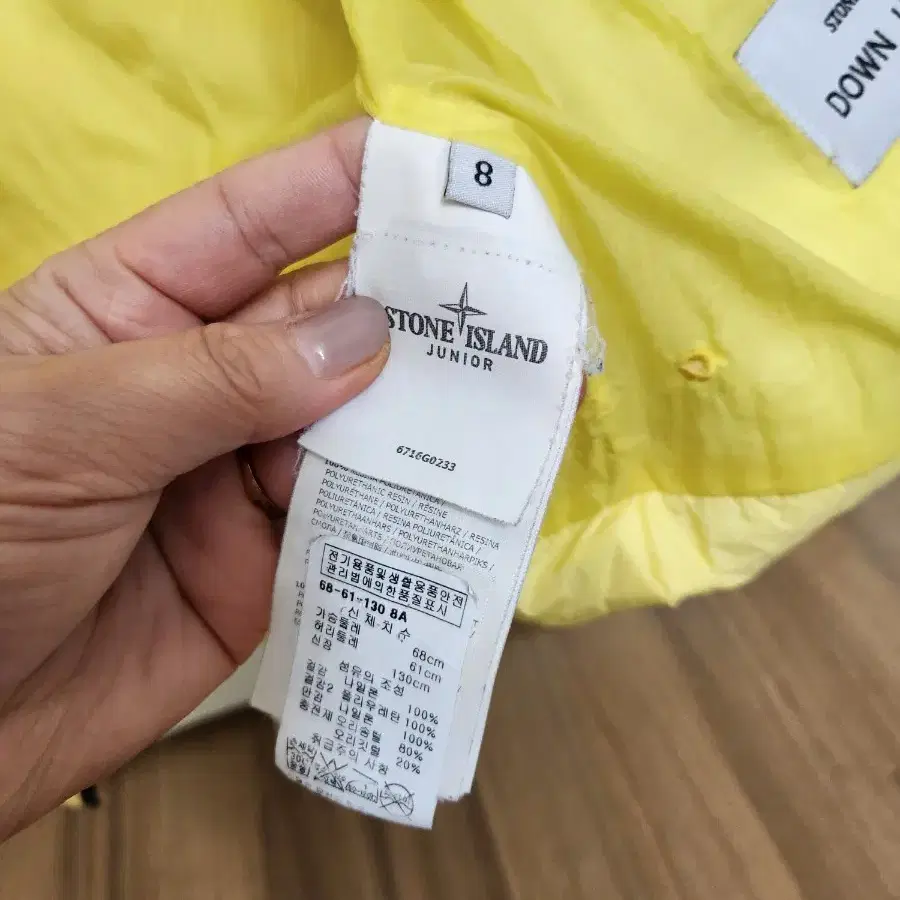 DOWN
8
STONE ISLAND
JUNIOR
6716G0233
POLYURETHANIC RESIN / RÉSINE
POLYURETHANE / POLYURETHANHARZ / RESINA
POLIURETÁNICA / RESINA POLIURETÂNICA /
POLYURETHAANHARS / POLYURETHANHARPIKS /
전기용품및생활용품안전
관리법에의한품질표시
68-61-130 8A
신 체 치 수
가슴둘레 68cm
허리둘레 61cm
신장 130cm
섬유의 조성
겉감 나일론 100%
겉감2 폴리우레탄 100%
안감 나일론 100%
충전재 오리솜털 80%
오리깃털 20%
취급주의 사항